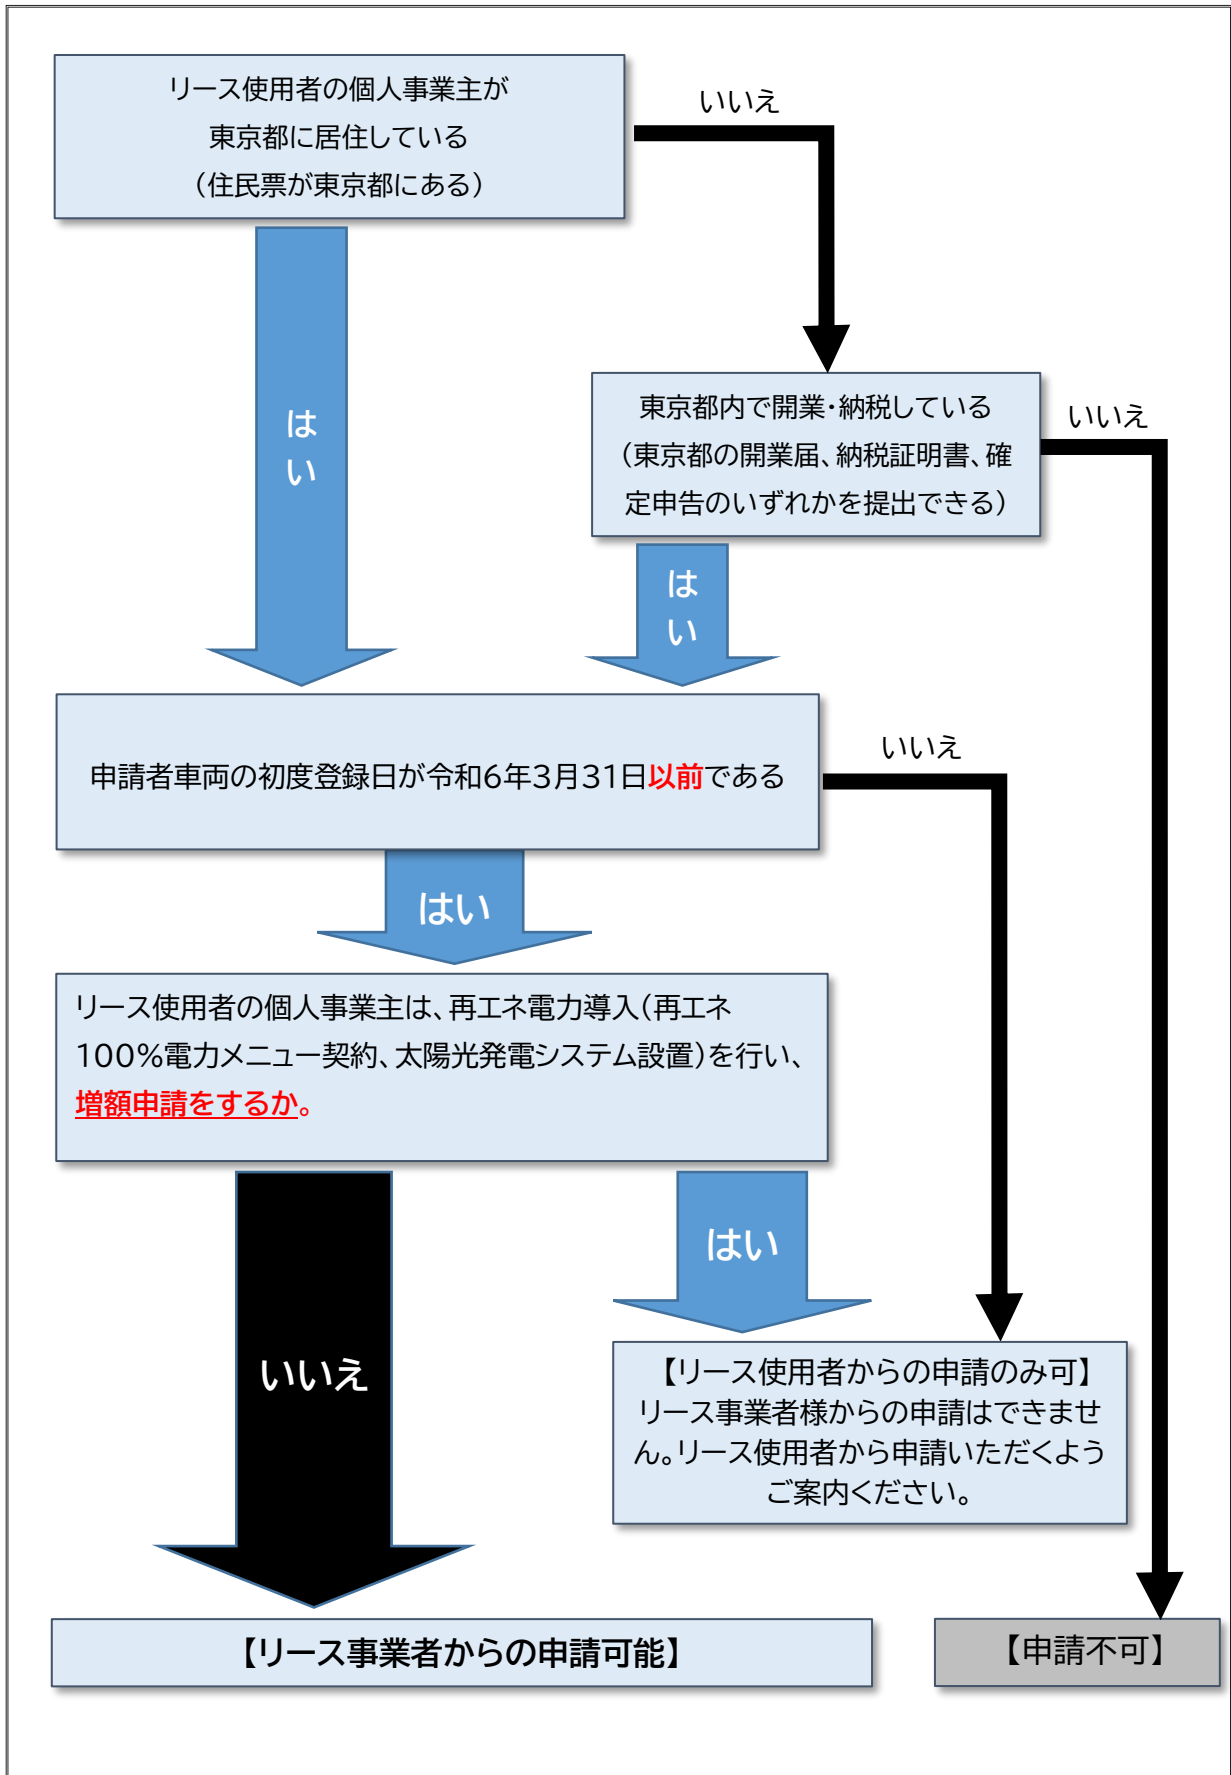 リース使用者の個人事業主が
東京都に居住している
（住民票が東京都にある）
いいえ
はい
東京都内で開業・納税している
（東京都の開業届、納税証明書、確
定申告のいずれかを提出できる）
いいえ
はい
申請者車両の初度登録日が令和6年3月31日以前である
いいえ
はい
リース使用者の個人事業主は、再エネ電力導入（再エネ
100%電力メニュー契約、太陽光発電システム設置）を行い、
増額申請をするか。
はい
いいえ
【リース使用者からの申請のみ可】
リース事業者様からの申請はできませ
ん。リース使用者から申請いただくよう
ご案内ください。
【リース事業者からの申請可能】
【申請不可】